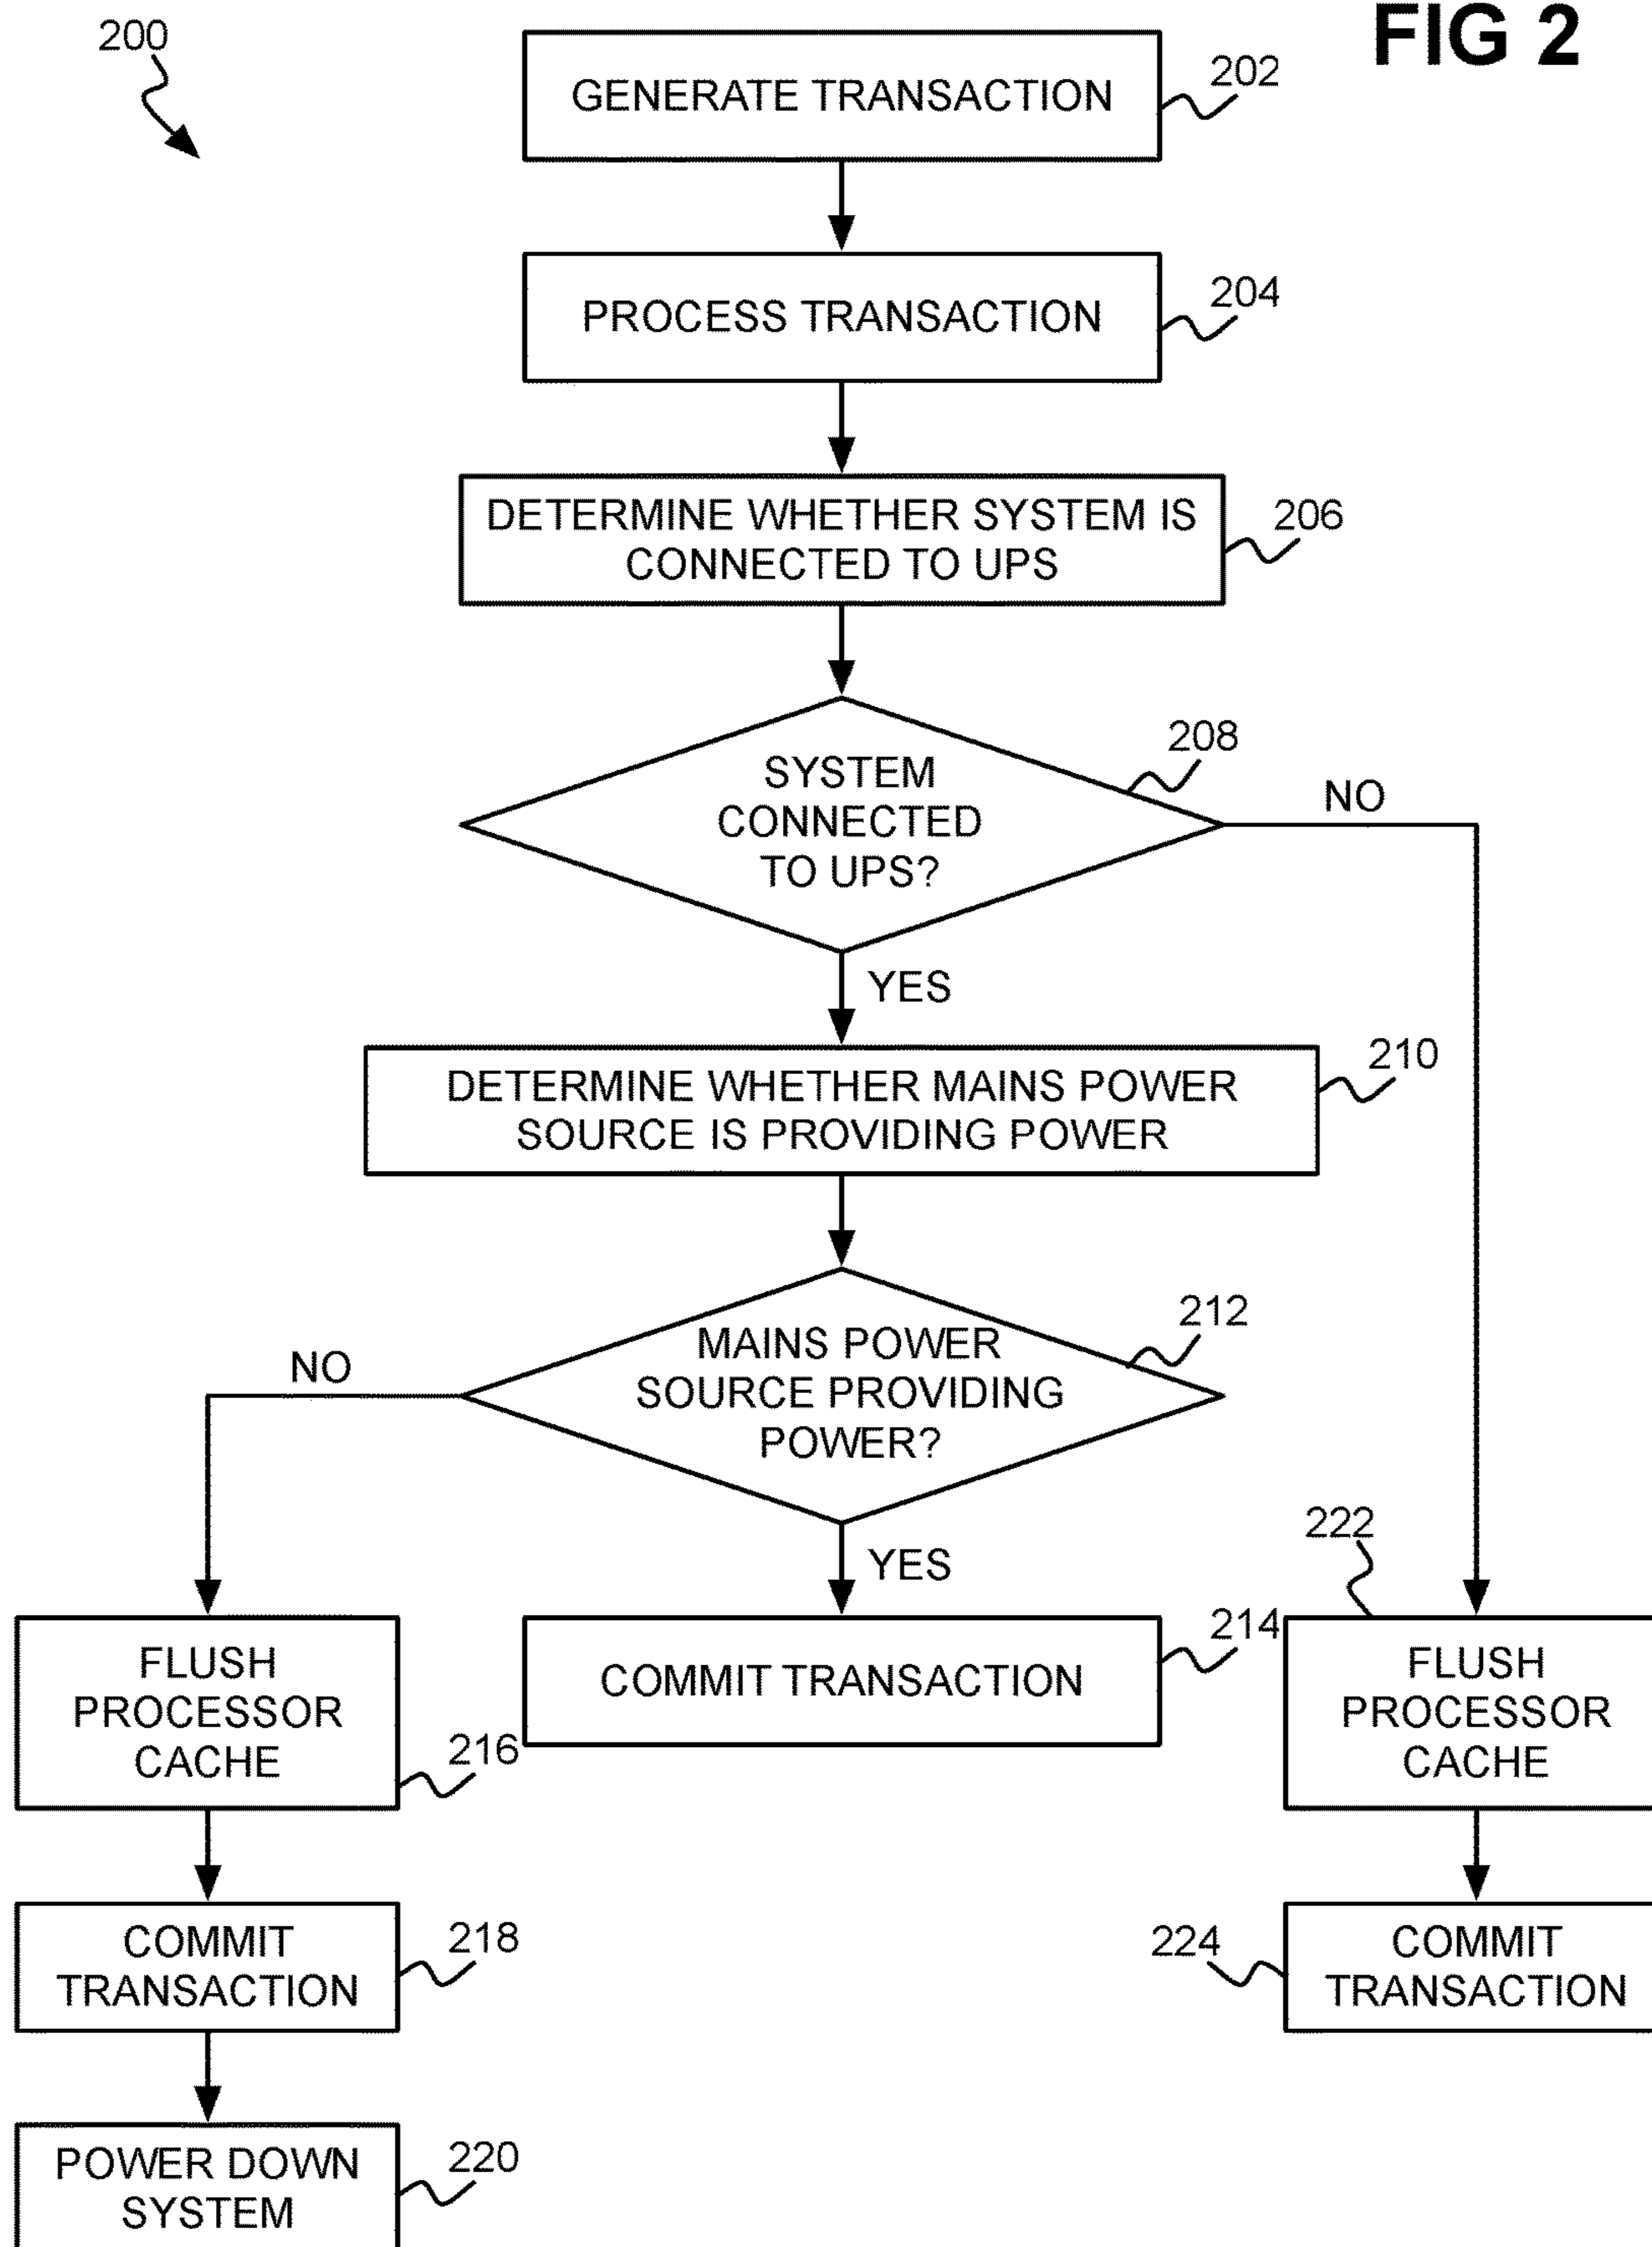 FIG 2
200
GENERATE TRANSACTION
202
PROCESS TRANSACTION
204
DETERMINE WHETHER SYSTEM IS
CONNECTED TO UPS
206
SYSTEM
CONNECTED
TO UPS?
208
NO
YES
DETERMINE WHETHER MAINS POWER
SOURCE IS PROVIDING POWER
210
MAINS POWER
SOURCE PROVIDING
POWER?
212
NO
YES
FLUSH
PROCESSOR
CACHE
216
COMMIT TRANSACTION
214
222
FLUSH
PROCESSOR
CACHE
COMMIT
TRANSACTION
218
224
COMMIT
TRANSACTION
POWER DOWN
SYSTEM
220